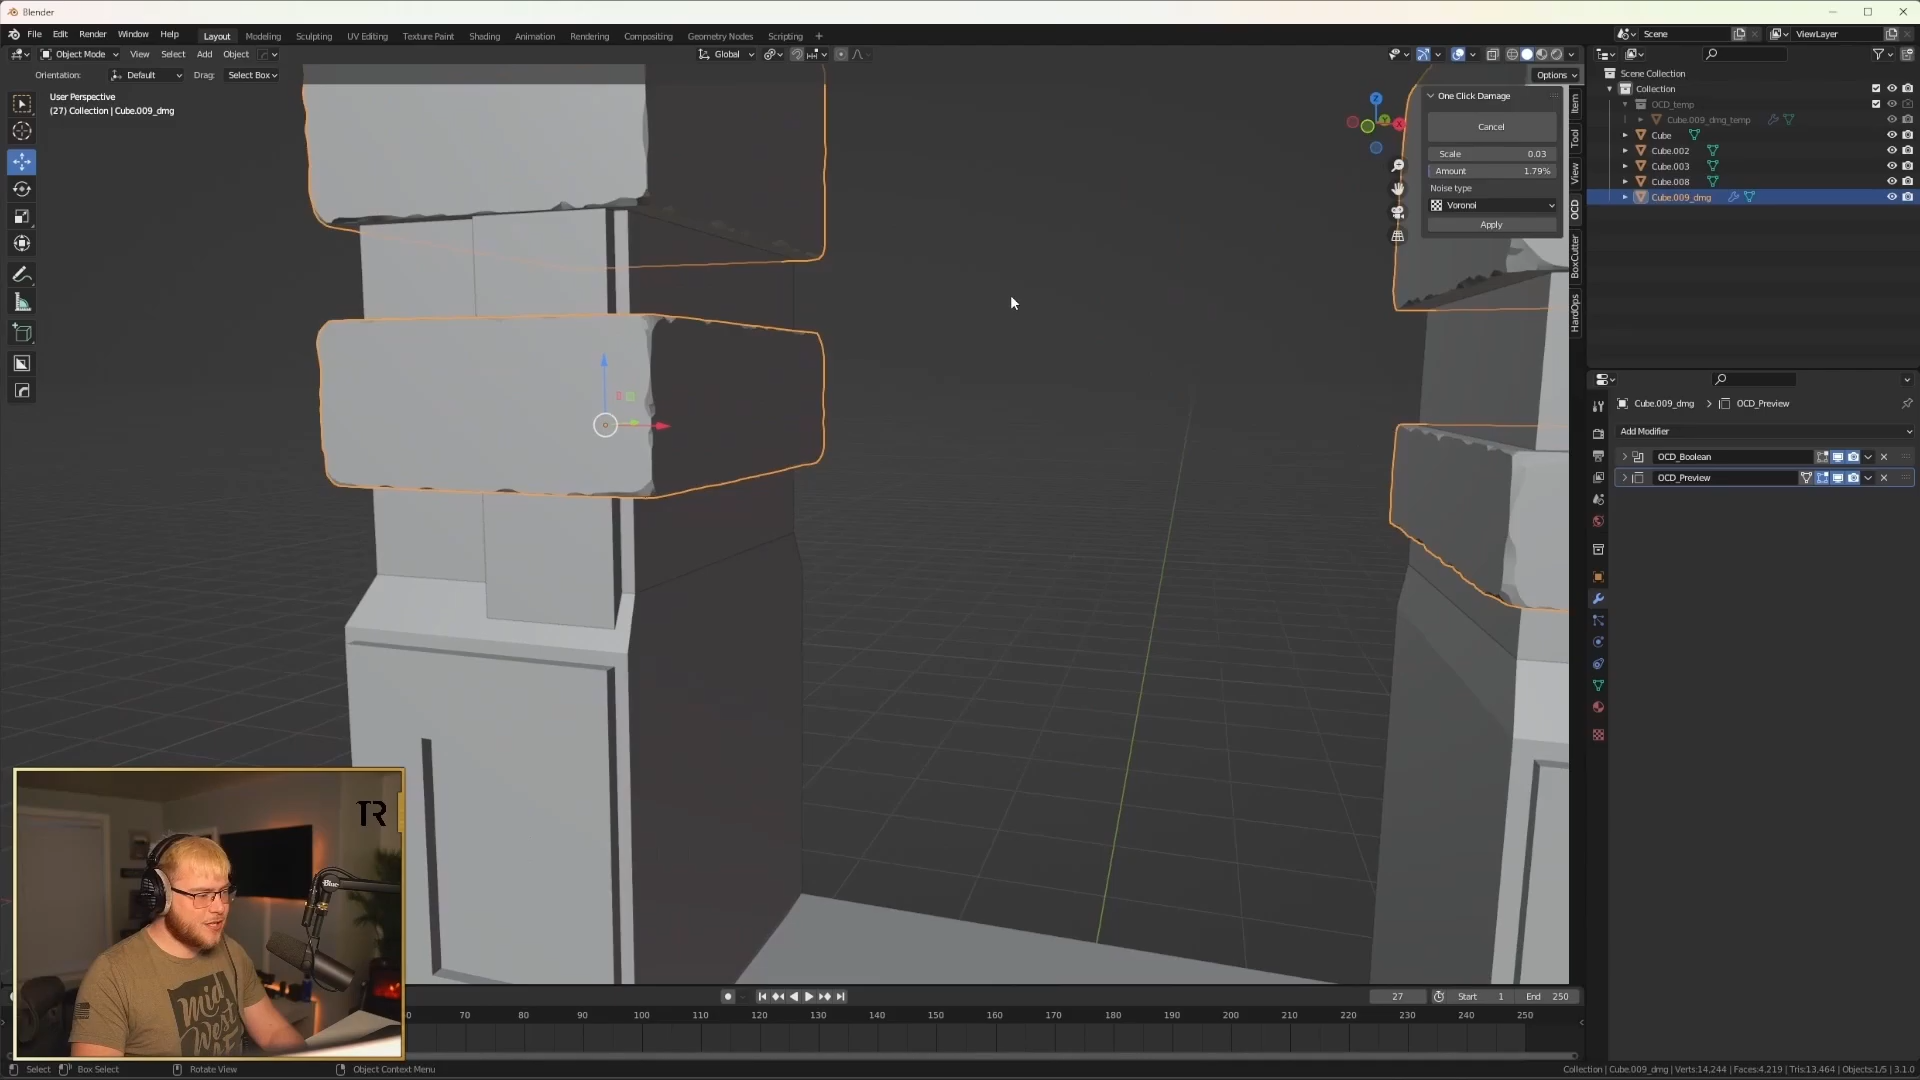 Blender
File Edit Render Window Help
Layout Modeling Sculpting UV Editing Texture Paint Shading Animation Rendering Compositing Geometry Nodes Scripting +
Scene
ViewLayer
Object Mode View Select Add Object
Global
Orientation: Default Drag: Select Box
Options
User Perspective
(27) Collection | Cube.009_dmg
One Click Damage
Cancel
Scale 0.03
Amount 1.79%
Noise type
Voronoi
Apply
Z
Y
X
Item
Tool
View
OCD
BoxCutter
HardOps
Scene Collection
Collection
OCD_temp
Cube.009_dmg_temp
Cube
Cube.002
Cube.003
Cube.008
Cube.009_dmg
Cube.009_dmg > OCD_Preview
Add Modifier
OCD_Boolean
OCD_Preview
TR
Blue
Mid
West
27 Start 1 End 250
70 80 90 100 110 120 130 140 150 160 170 180 190 200 210 220 230 240 250
Select Box Select Rotate View Object Context Menu
Collection | Cube.009_dmg | Verts:14,244 | Faces:4,219 | Tris:13,464 | Objects:1/5 | 3.1.0